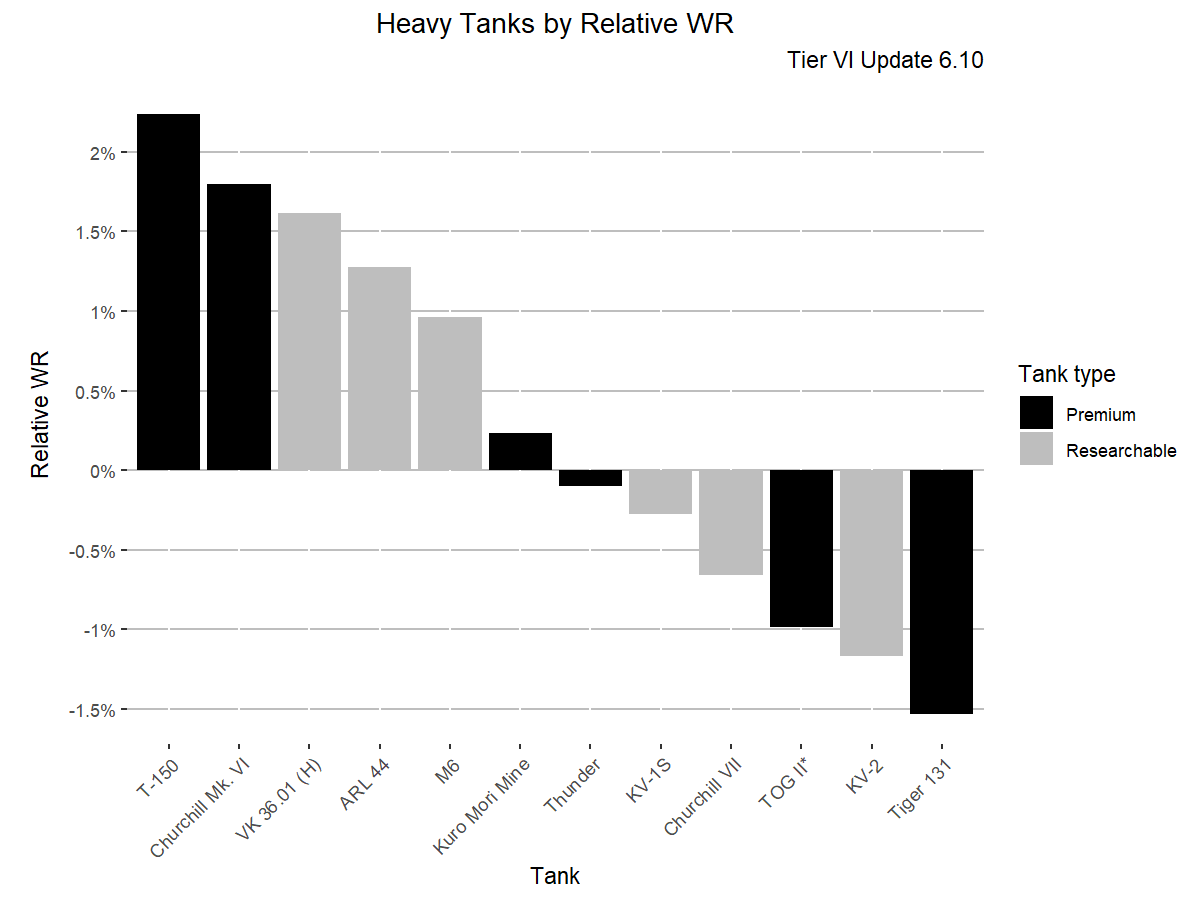 Heavy Tanks by Relative WR
Tier VI Update 6.10
Relative WR
2%
1.5%
1%
0.5%
0%
-0.5%
-1%
-1.5%
T-150
Churchill Mk. VI
VK 36.01 (H)
ARL 44
M6
Kuro Mori Mine
Thunder
KV-1S
Churchill VII
TOG II*
KV-2
Tiger 131
Tank
Tank type
Premium
Researchable